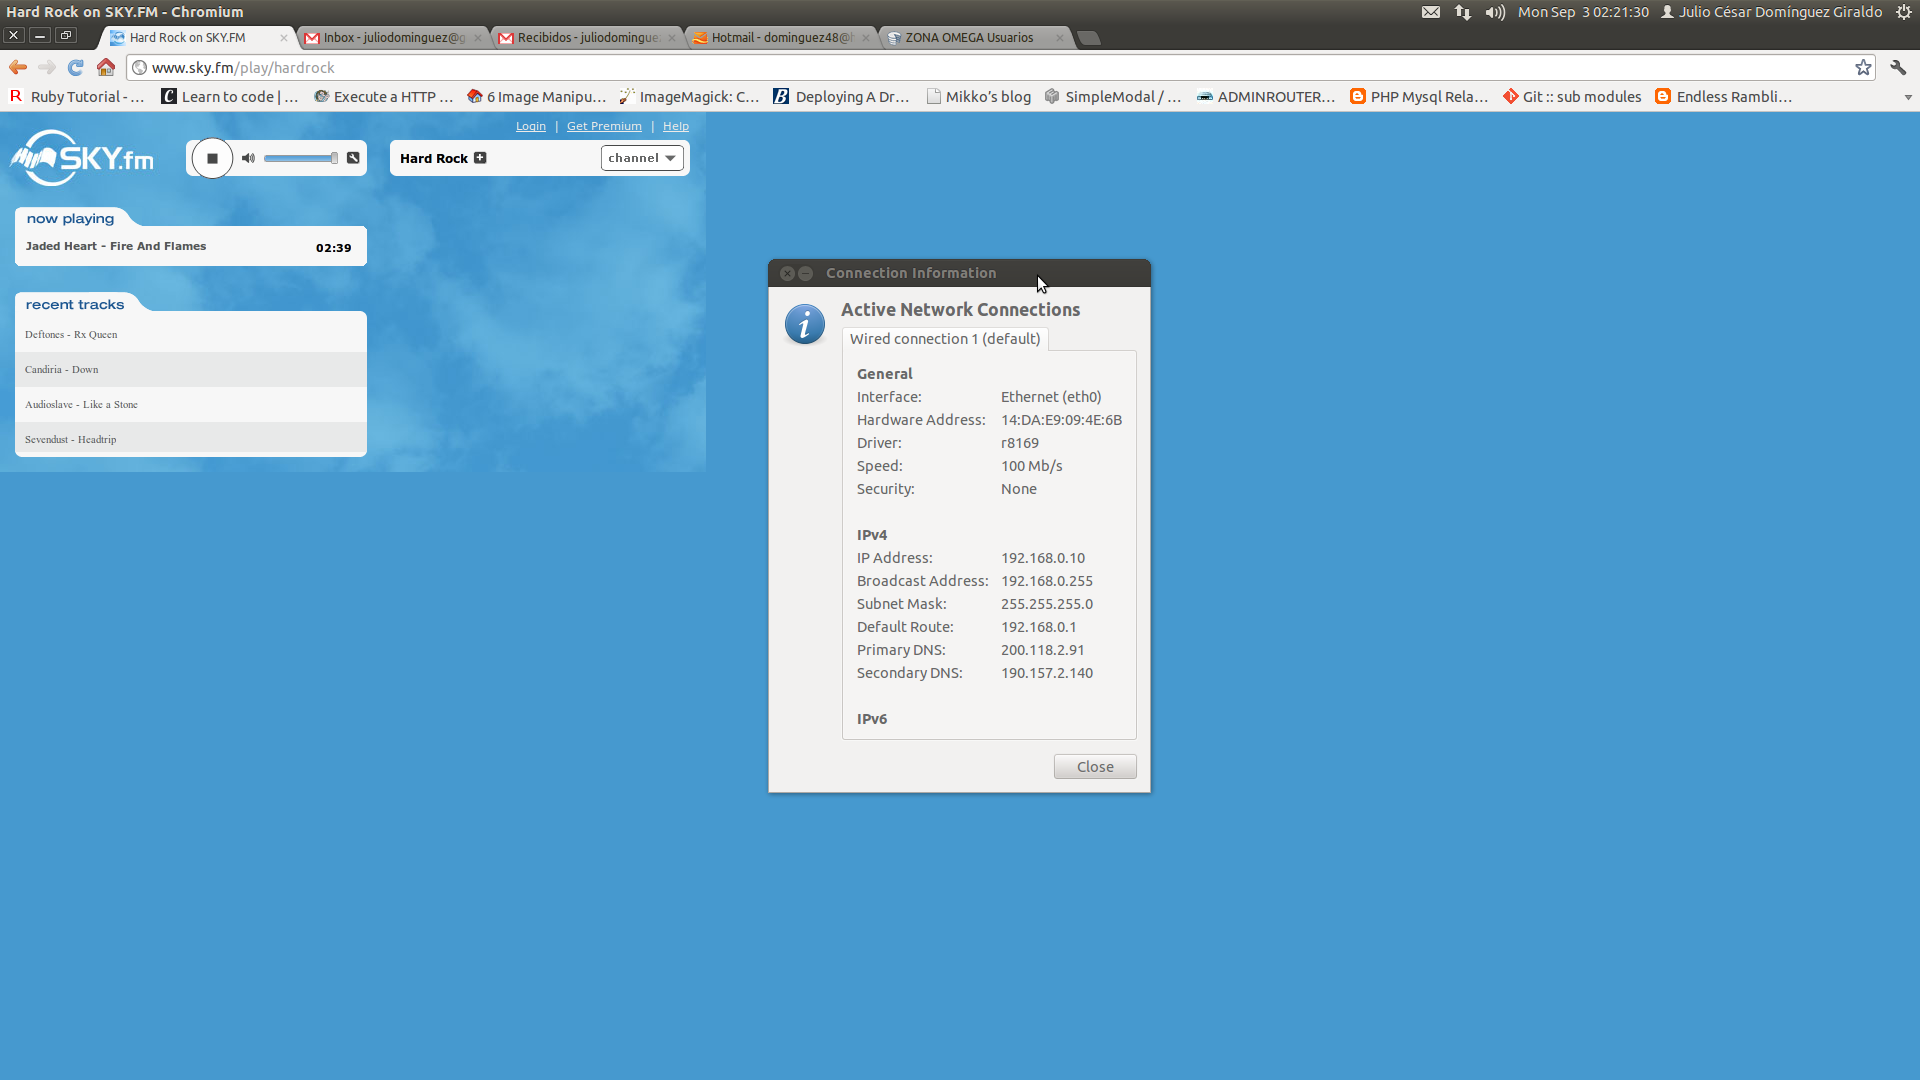 Hard Rock on SKY.FM - Chromium
Mon Sep 3 02:21:30 Julio César Domínguez Giraldo
Hard Rock on SKY.FM
Inbox - juliodominguez@g
Recibidos - juliodomingue
Hotmail - dominguez48@h
ZONA OMEGA Usuarios
www.sky.fm/play/hardrock
Ruby Tutorial - ...
Learn to code | ...
Execute a HTTP ...
6 Image Manipu...
ImageMagick: C...
Deploying A Dr...
Mikko's blog
SimpleModal / ...
ADMINROUTER...
PHP Mysql Rela...
Git :: sub modules
Endless Rambli...
Login | Get Premium | Help
SKY.fm
Hard Rock
channel
now playing
Jaded Heart - Fire And Flames 02:39
recent tracks
Deftones - Rx Queen
Candiria - Down
Audioslave - Like a Stone
Sevendust - Headtrip
Connection Information
Active Network Connections
Wired connection 1 (default)
General
Interface: Ethernet (eth0)
Hardware Address: 14:DA:E9:09:4E:6B
Driver: r8169
Speed: 100 Mb/s
Security: None
IPv4
IP Address: 192.168.0.10
Broadcast Address: 192.168.0.255
Subnet Mask: 255.255.255.0
Default Route: 192.168.0.1
Primary DNS: 200.118.2.91
Secondary DNS: 190.157.2.140
IPv6
Close